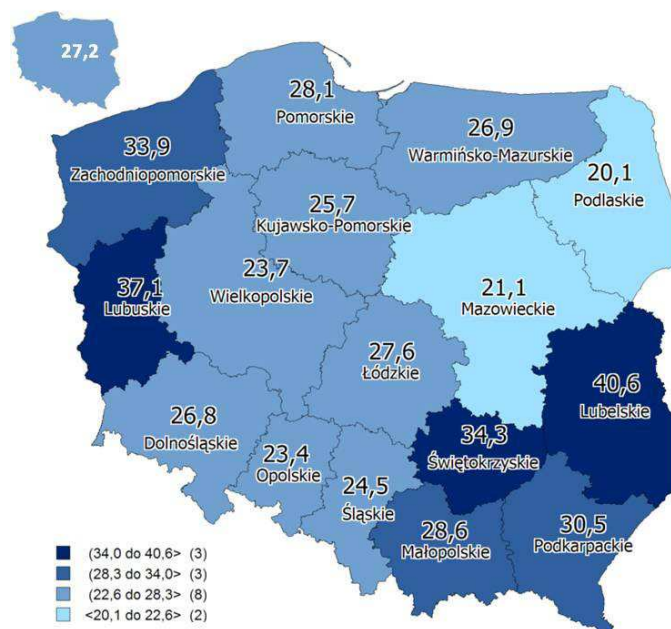 27,2
28,1
Pomorskie
26,9
Warmińsko-Mazurskie
33,9
Zachodniopomorskie
20,1
Podlaskie
25,7
Kujawsko-Pomorskie
23,7
Wielkopolskie
37,1
Lubuskie
21,1
Mazowieckie
27,6
Łódzkie
40,6
Lubelskie
26,8
Dolnośląskie
34,3
Świętokrzyskie
23,4
Opolskie
24,5
Śląskie
28,6
Małopolskie
30,5
Podkarpackie
(34,0 do 40,6> (3)
(28,3 do 34,0> (3)
(22,6 do 28,3> (8)
<20,1 do 22,6> (2)